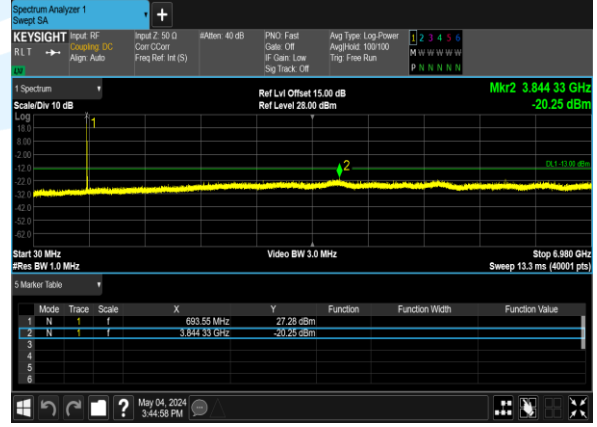 Spectrum Analyzer 1
Swept SA
KEYSIGHT Input: RF Input Z: 50 Ω #Atten: 40 dB PNO: Fast Avg Type: Log-Power 1 2 3 4 5 6
RLT Coupling: DC Corr CCorr Gate: Off Avg|Hold: 100/100 M W W W W W
Align: Auto Freq Ref: Int (S) IF Gain: Low Trig: Free Run P N N N N N
Sig Track: Off
1 Spectrum Ref Lvl Offset 15.00 dB Mkr2 3.844 33 GHz
Scale/Div 10 dB Ref Level 28.00 dBm -20.25 dBm
Log
18.0
8.00
-2.00
-12.0
-22.0
-32.0
-42.0
-52.0
-62.0
1
2
DL1 -13.00 dBm
Start 30 MHz Video BW 3.0 MHz Stop 6.980 GHz
#Res BW 1.0 MHz Sweep 13.3 ms (40001 pts)
5 Marker Table
Mode Trace Scale X Y Function Function Width Function Value
1 N 1 f 693.55 MHz 27.28 dBm
2 N 1 f 3.844 33 GHz -20.25 dBm
3
4
5
6
? May 04, 2024
3:44:58 PM